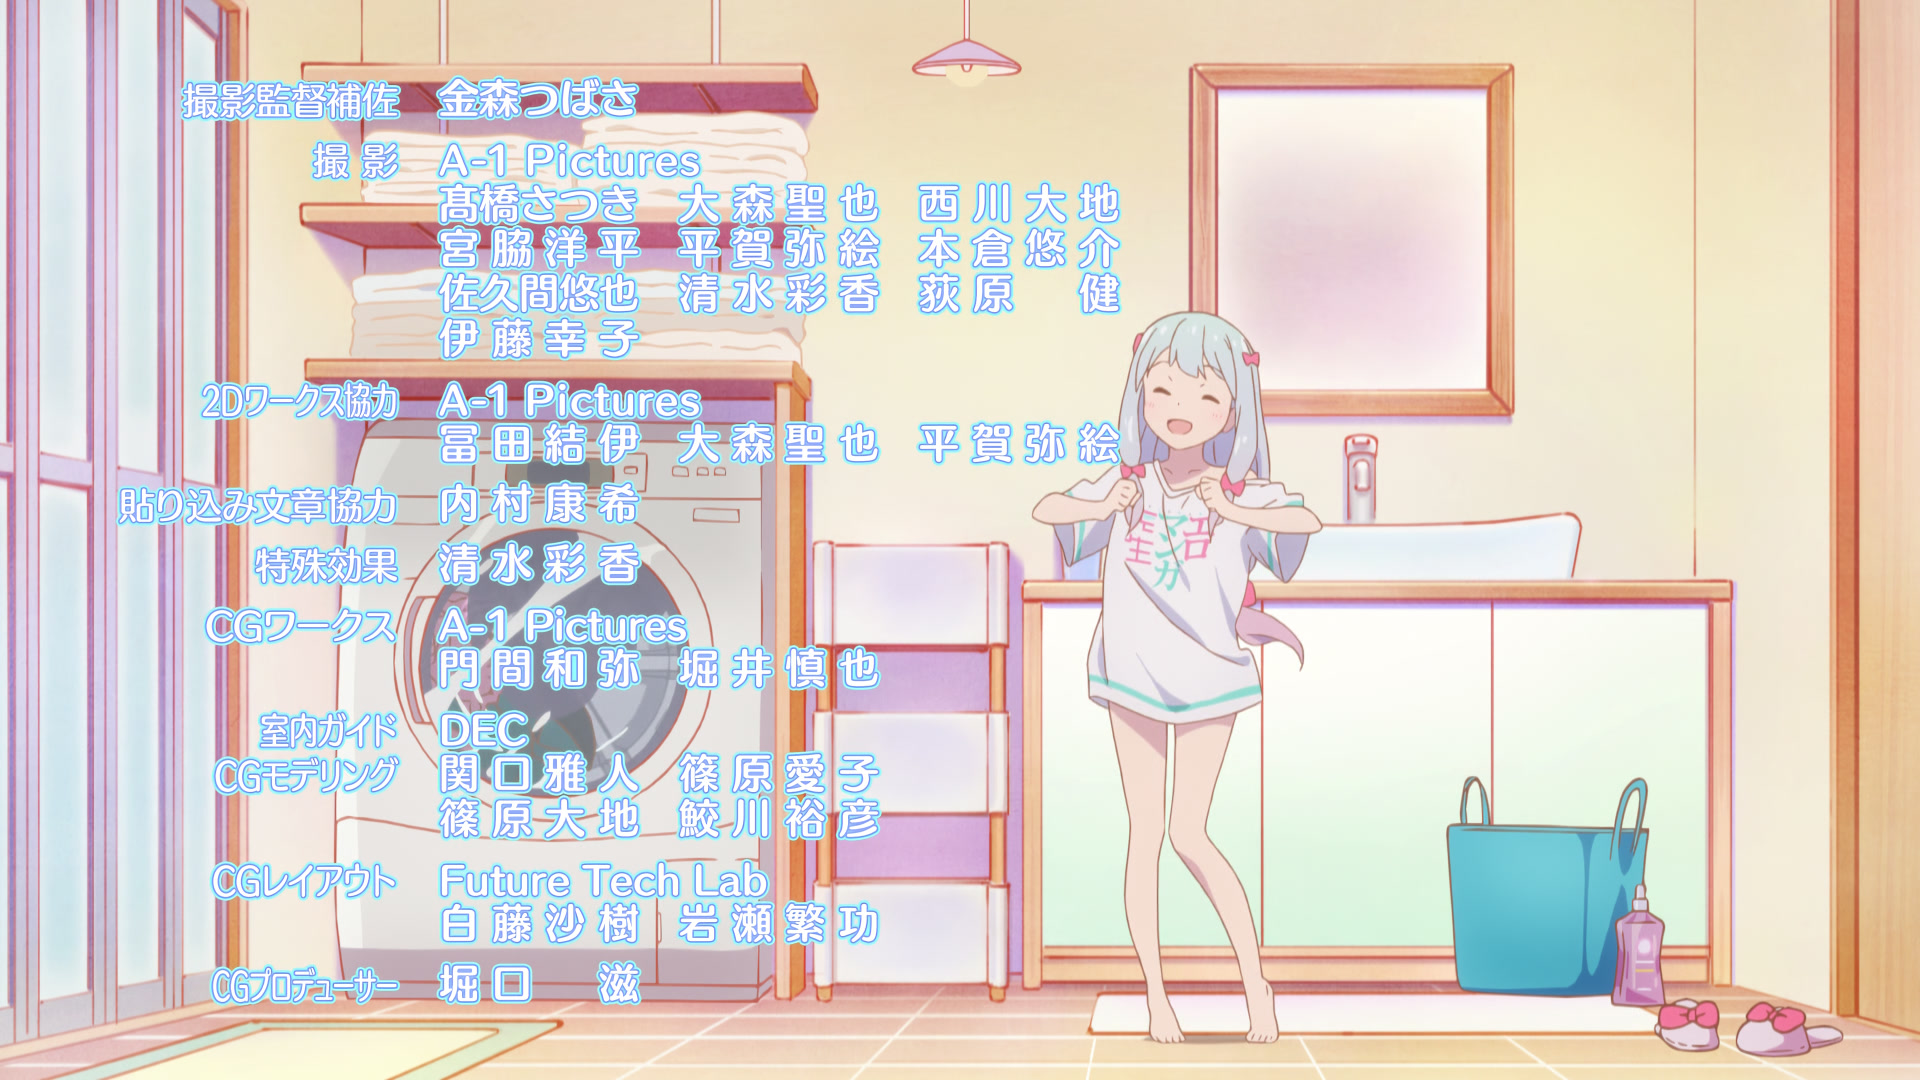 撮影監督補佐 金森つばさ
撮影 A-1 Pictures
髙橋さつき 大森聖也 西川大地
宮脇洋平 平賀弥絵 本倉悠介
佐久間悠也 清水彩香 荻原 健
伊藤幸子
2Dワークス協力 A-1 Pictures
冨田結伊 大森聖也 平賀弥絵
貼り込み文章協力 内村康希
特殊効果 清水彩香
CGワークス A-1 Pictures
門間和弥 堀井慎也
室内ガイド DEC
CGモデリング 関口雅人 篠原愛子
篠原大地 鮫川裕彦
CGレイアウト Future Tech Lab
白藤沙樹 岩瀬繁功
CGプロデューサー 堀口 滋
エロ
マンガ
先生